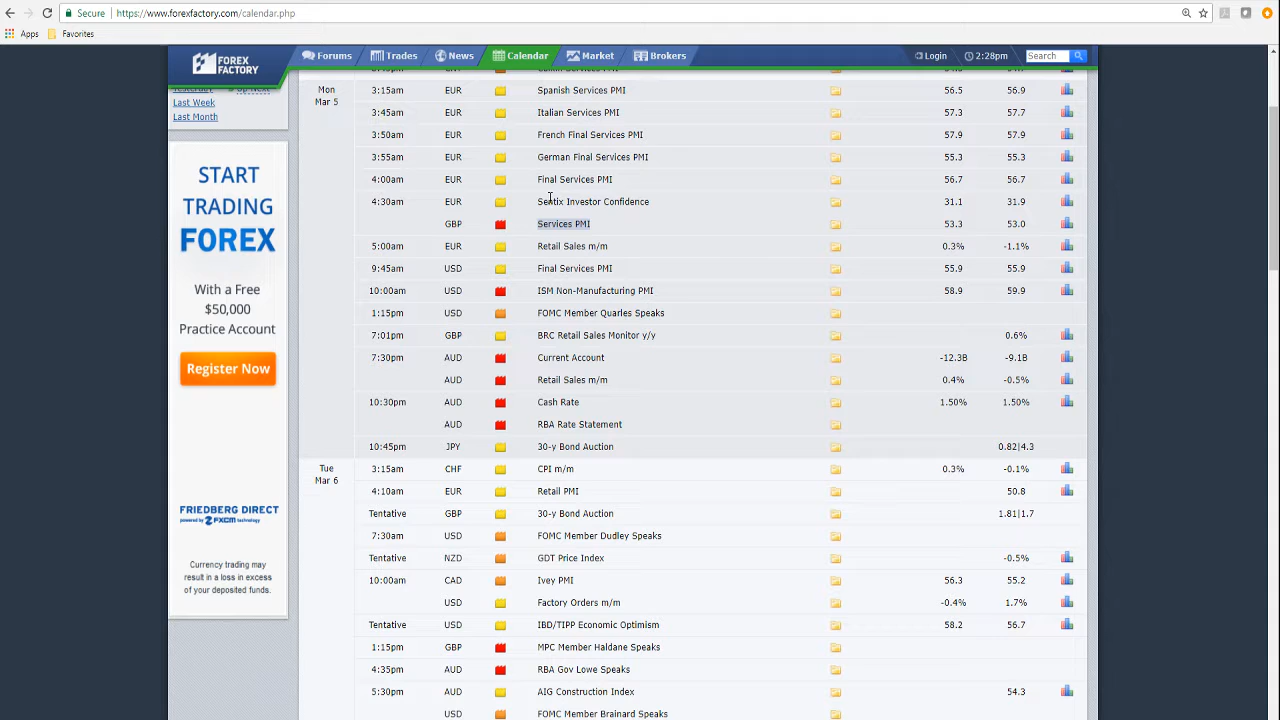 Secure https://www.forexfactory.com/calendar.php
Apps Favorites
FOREX FACTORY Forums Trades News Calendar Market Brokers Login 2:28pm Search
Last Week
Last Month
START
TRADING
FOREX
With a Free
$50,000
Practice Account
Register Now
FRIEDBERG DIRECT
powered by FXCM technology
Currency trading may
result in a loss in excess
of your deposited funds.
Mon
Mar 5
3:15am EUR Spanish Services PMI 56.5 56.9
3:45am EUR Italian Services PMI 57.3 57.7
3:50am EUR French Final Services PMI 57.9 57.9
3:55am EUR German Final Services PMI 55.3 55.3
4:00am EUR Final Services PMI 56.7 56.7
4:30am EUR Sentix Investor Confidence 31.1 31.9
GBP Services PMI 53.3 53.0
5:00am EUR Retail Sales m/m 0.3% -1.1%
9:45am USD Final Services PMI 55.9 55.9
10:00am USD ISM Non-Manufacturing PMI 58.9 59.9
1:15pm USD FOMC Member Quarles Speaks
7:01pm GBP BRC Retail Sales Monitor y/y 0.6%
7:30pm AUD Current Account -12.3B -9.1B
AUD Retail Sales m/m 0.4% -0.5%
10:30pm AUD Cash Rate 1.50% 1.50%
AUD RBA Rate Statement
10:45pm JPY 30-y Bond Auction 0.82|4.3
Tue
Mar 6
3:15am CHF CPI m/m 0.3% -0.1%
4:10am EUR Retail PMI 50.8
Tentative GBP 30-y Bond Auction 1.81|1.7
7:30am USD FOMC Member Dudley Speaks
Tentative NZD GDT Price Index -0.5%
10:00am CAD Ivey PMI 56.3 55.2
USD Factory Orders m/m -0.4% 1.7%
Tentative USD IBD/TIPP Economic Optimism 58.2 56.7
1:15pm GBP MPC Member Haldane Speaks
4:35pm AUD RBA Gov Lowe Speaks
5:30pm AUD AIG Construction Index 54.3
USD FOMC Member Brainard Speaks